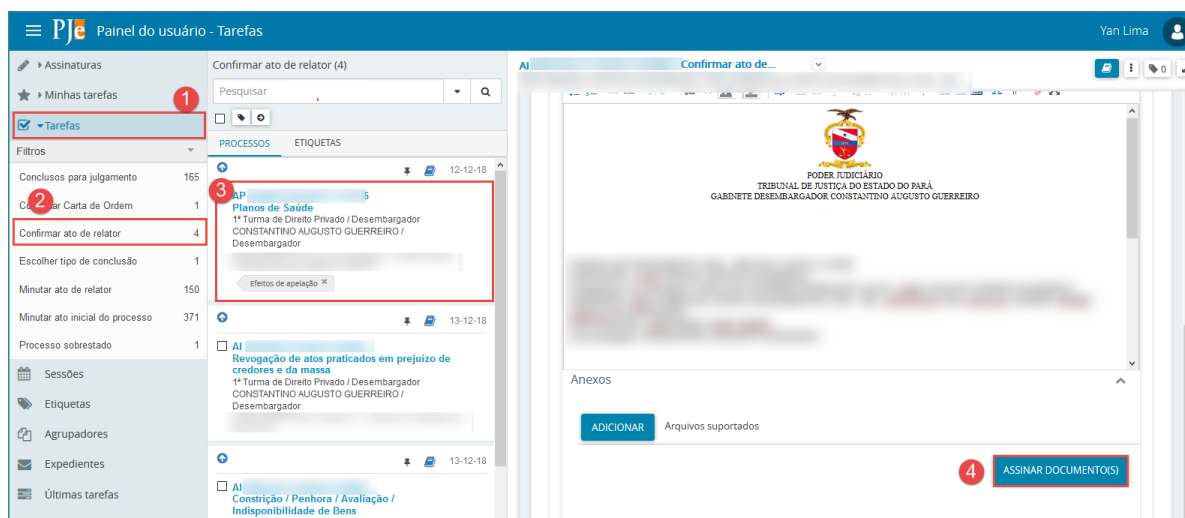 PJe Painel do usuário - Tarefas
Yan Lima
Assinaturas
Minhas tarefas
1
Tarefas
Filtros
Conclusos para julgamento 165
2
ar Carta de Ordem 1
Confirmar ato de relator 4
Escolher tipo de conclusão 1
Minutar ato de relator 150
Minutar ato inicial do processo 371
Processo sobrestado 1
Sessões
Etiquetas
Agrupadores
Expedientes
Últimas tarefas
Confirmar ato de relator (4)
Pesquisar
PROCESSOS ETIQUETAS
12-12-18
3
AP 6
Planos de Saúde
1ª Turma de Direito Privado / Desembargador
CONSTANTINO AUGUSTO GUERREIRO /
Desembargador
Efeitos de apelação
13-12-18
AI
Revogação de atos praticados em prejuízo de
credores e da massa
1ª Turma de Direito Privado / Desembargador
CONSTANTINO AUGUSTO GUERREIRO /
Desembargador
13-12-18
AI
Constrição / Penhora / Avaliação /
Indisponibilidade de Bens
AI Confirmar ato de...
0
PODER JUDICIÁRIO
TRIBUNAL DE JUSTIÇA DO ESTADO DO PARÁ
GABINETE DESEMBARGADOR CONSTANTINO AUGUSTO GUERREIRO
Anexos
ADICIONAR Arquivos suportados
4 ASSINAR DOCUMENTO(S)